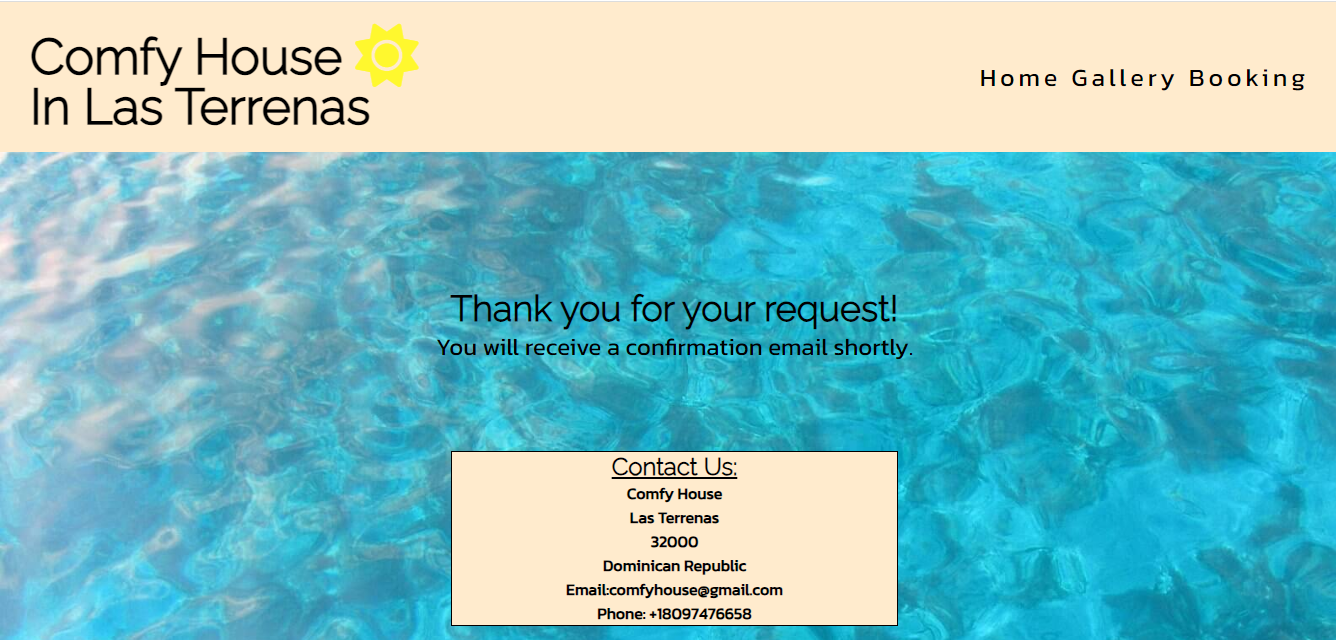 Comfy House
In Las Terrenas
Home Gallery Booking
Thank you for your request!
You will receive a confirmation email shortly.
Contact Us:
Comfy House
Las Terrenas
32000
Dominican Republic
Email:comfyhouse@gmail.com
Phone: +18097476658